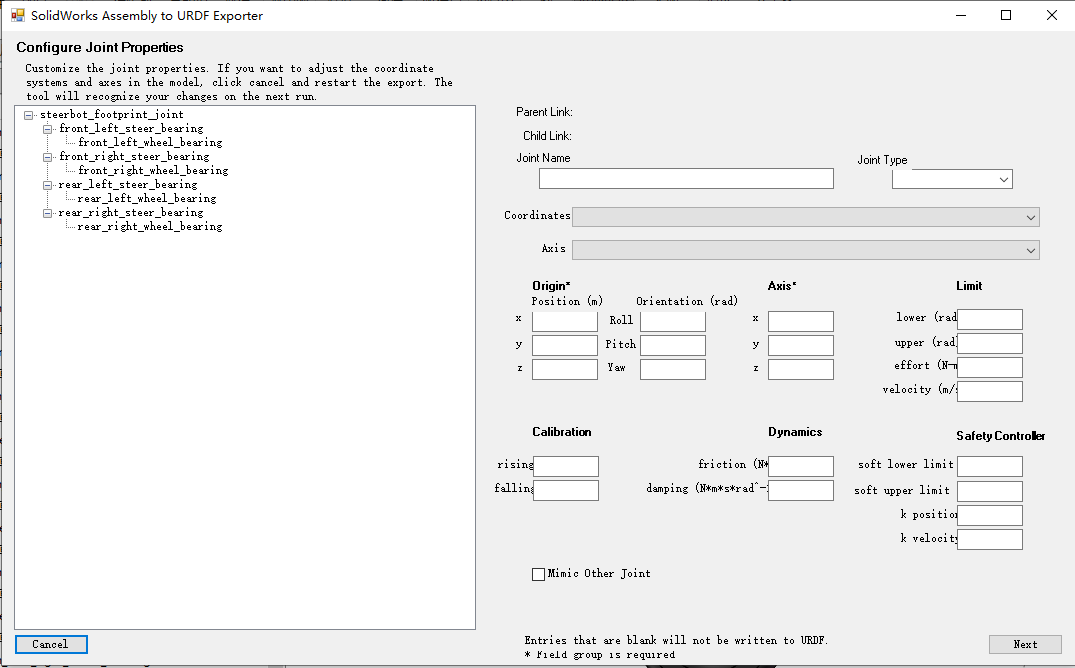 SolidWorks Assembly to URDF Exporter
Configure Joint Properties
Customize the joint properties. If you want to adjust the coordinate
systems and axes in the model, click cancel and restart the export. The
tool will recognize your changes on the next run.
steerbot_footprint_joint
front_left_steer_bearing
front_left_wheel_bearing
front_right_steer_bearing
front_right_wheel_bearing
rear_left_steer_bearing
rear_left_wheel_bearing
rear_right_steer_bearing
rear_right_wheel_bearing
Parent Link:
Child Link:
Joint Name
Joint Type
Coordinates
Axis
Origin*
Position (m)
Orientation (rad)
x
Roll
y
Pitch
z
Yaw
Axis*
x
y
z
Limit
lower (rad
upper (rad)
effort (N-m
velocity (m/s
Calibration
rising
falling
Dynamics
friction (N*
damping (N*m*s*rad^-
Safety Controller
soft lower limit
soft upper limit
k position
k velocity
Mimic Other Joint
Entries that are blank will not be written to URDF.
* Field group is required
Cancel
Next